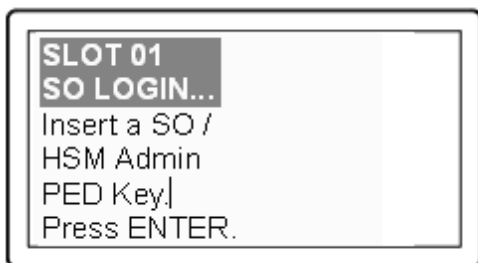 SLOT 01
SO LOGIN...
Insert a SO /
HSM Admin
PED Key.
Press ENTER.